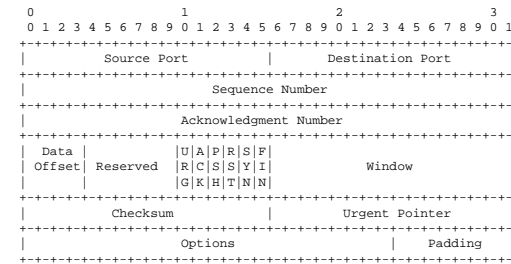 0                   1                   2                   3
 0 1 2 3 4 5 6 7 8 9 0 1 2 3 4 5 6 7 8 9 0 1 2 3 4 5 6 7 8 9 0 1
+-+-+-+-+-+-+-+-+-+-+-+-+-+-+-+-+-+-+-+-+-+-+-+-+-+-+-+-+-+-+-+-
|          Source Port          |       Destination Port
+-+-+-+-+-+-+-+-+-+-+-+-+-+-+-+-+-+-+-+-+-+-+-+-+-+-+-+-+-+-+-+-
|                        Sequence Number
+-+-+-+-+-+-+-+-+-+-+-+-+-+-+-+-+-+-+-+-+-+-+-+-+-+-+-+-+-+-+-+-
|                    Acknowledgment Number
+-+-+-+-+-+-+-+-+-+-+-+-+-+-+-+-+-+-+-+-+-+-+-+-+-+-+-+-+-+-+-+-
|  Data |           |U|A|P|R|S|F|
| Offset| Reserved  |R|C|S|S|Y|I|            Window
|       |           |G|K|H|T|N|N|
+-+-+-+-+-+-+-+-+-+-+-+-+-+-+-+-+-+-+-+-+-+-+-+-+-+-+-+-+-+-+-+-
|           Checksum            |         Urgent Pointer
+-+-+-+-+-+-+-+-+-+-+-+-+-+-+-+-+-+-+-+-+-+-+-+-+-+-+-+-+-+-+-+-
|                    Options                    |    Padding
+-+-+-+-+-+-+-+-+-+-+-+-+-+-+-+-+-+-+-+-+-+-+-+-+-+-+-+-+-+-+-+-